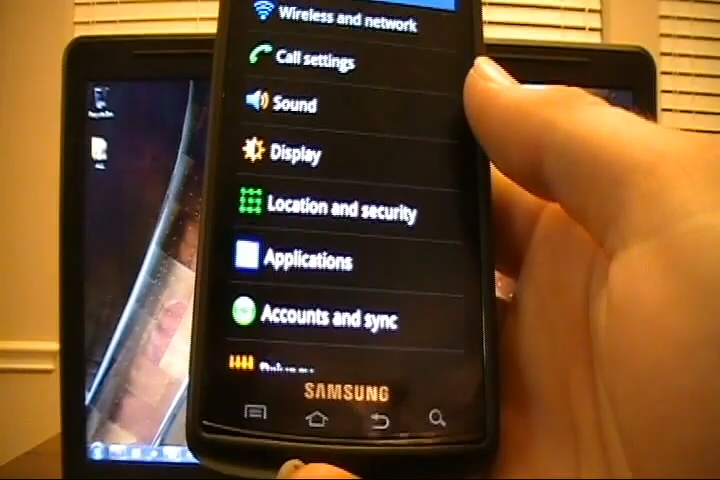 Wireless and network
Call settings
Sound
Display
Location and security
Applications
Accounts and sync
SAMSUNG